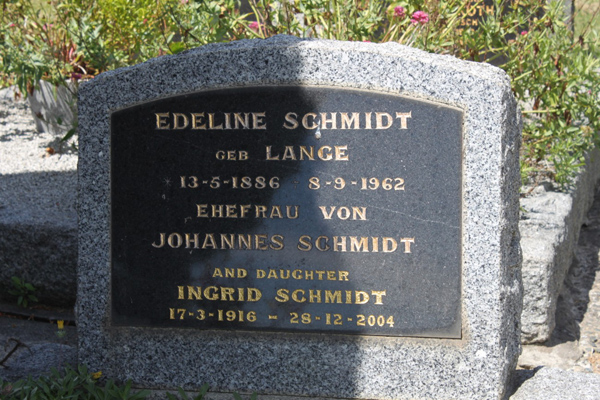 EDELINE SCHMIDT
GEB LANGE
13-5-1886 8-9-1962
EHEFRAU VON
JOHANNES SCHMIDT
AND DAUGHTER
INGRID SCHMIDT
17-3-1916 - 28-12-2004